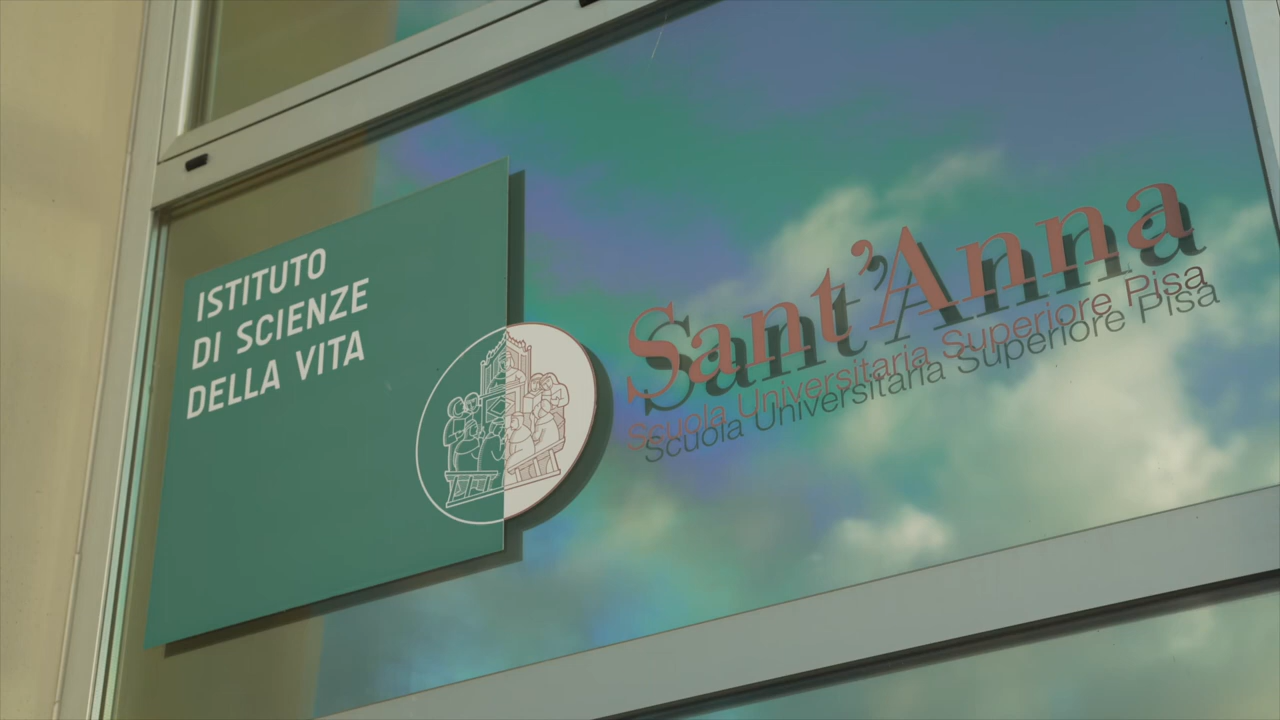 ISTITUTO
DI SCIENZE
DELLA VITA
Sant'Anna
Scuola Universitaria Superiore Pisa